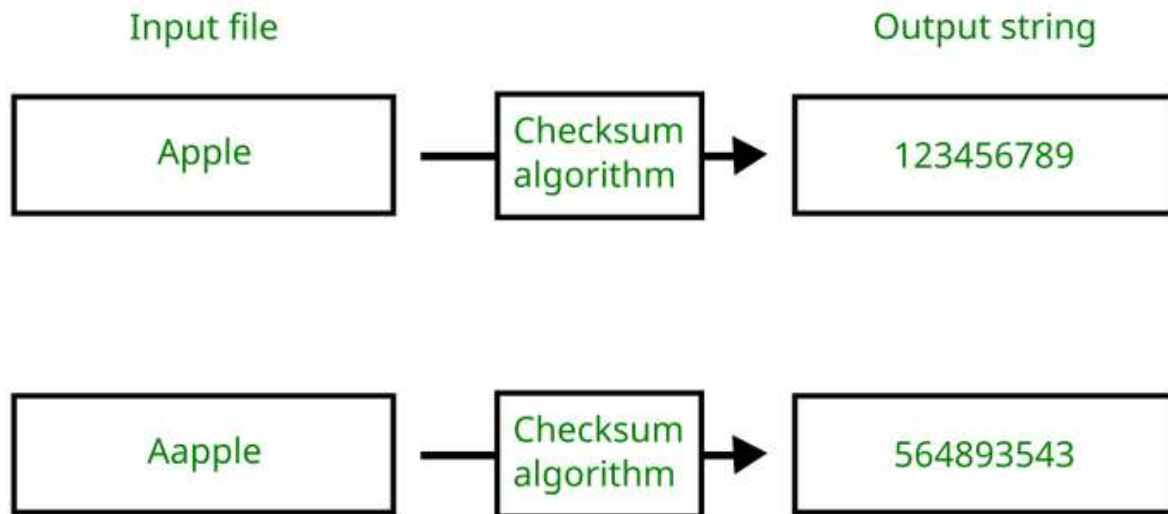 Input file
Output string
Apple
Checksum
algorithm
123456789
Aapple
Checksum
algorithm
564893543